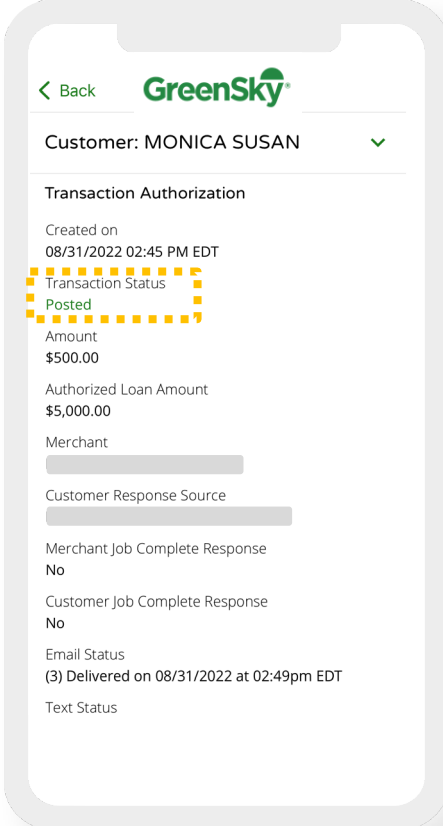 Back
GreenSky®
Customer: MONICA SUSAN
Transaction Authorization
Created on
08/31/2022 02:45 PM EDT
Transaction Status
Posted
Amount
$500.00
Authorized Loan Amount
$5,000.00
Merchant
Customer Response Source
Merchant Job Complete Response
No
Customer Job Complete Response
No
Email Status
(3) Delivered on 08/31/2022 at 02:49pm EDT
Text Status